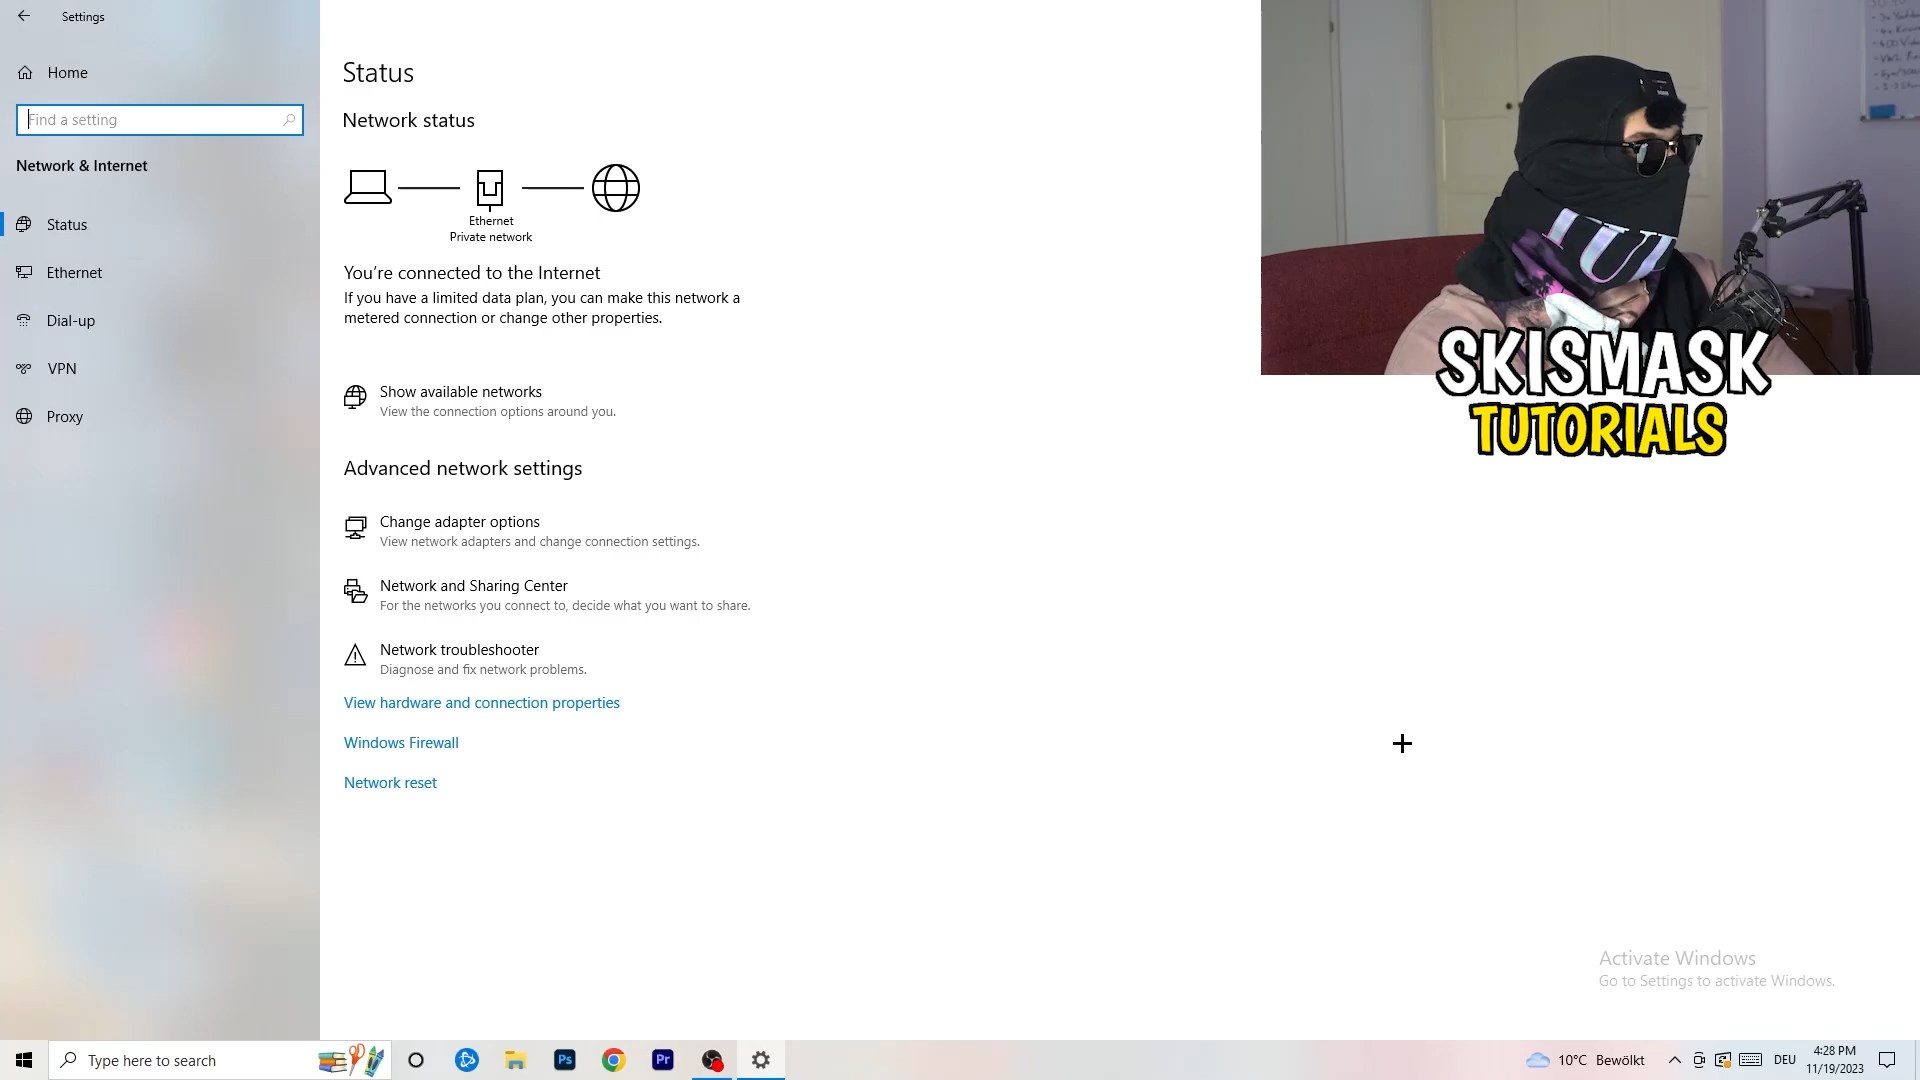 Settings
Home
Find a setting
Network & Internet
Status
Ethernet
Dial-up
VPN
Proxy
Status
Network status
Ethernet
Private network
You're connected to the Internet
If you have a limited data plan, you can make this network a
metered connection or change other properties.
Show available networks
View the connection options around you.
Advanced network settings
Change adapter options
View network adapters and change connection settings.
Network and Sharing Center
For the networks you connect to, decide what you want to share.
Network troubleshooter
Diagnose and fix network problems.
View hardware and connection properties
Windows Firewall
Network reset
SKISMASK
TUTORIALS
Activate Windows
Go to Settings to activate Windows.
Type here to search
Ps
Pr
10°C Bewölkt
DEU
4:28 PM
11/19/2023